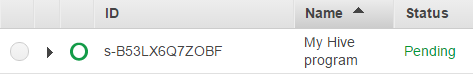 ID Name Status
s-B53LX6Q7ZOBF My Hive program Pending